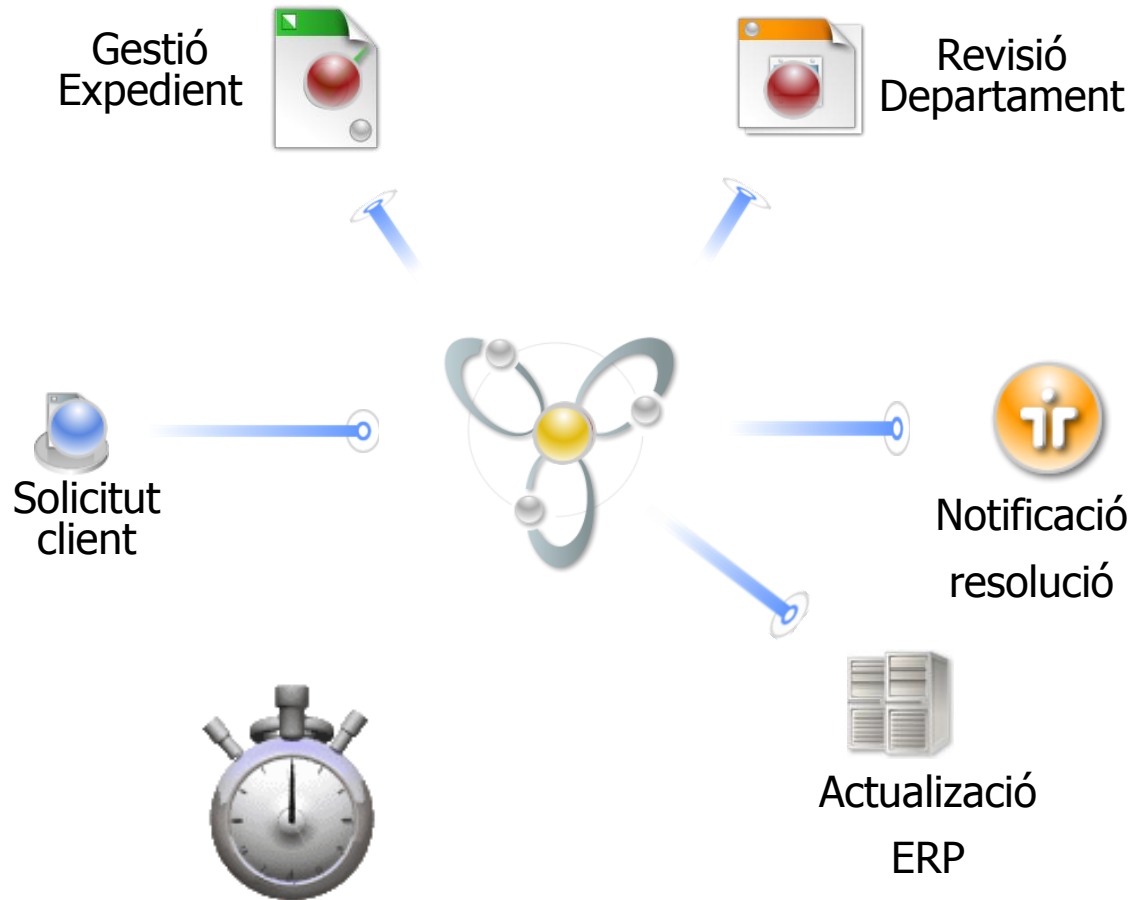 Gestió
Expedient
Revisió
Departament
Solicitut
client
Notificació
resolució
Actualizació
ERP